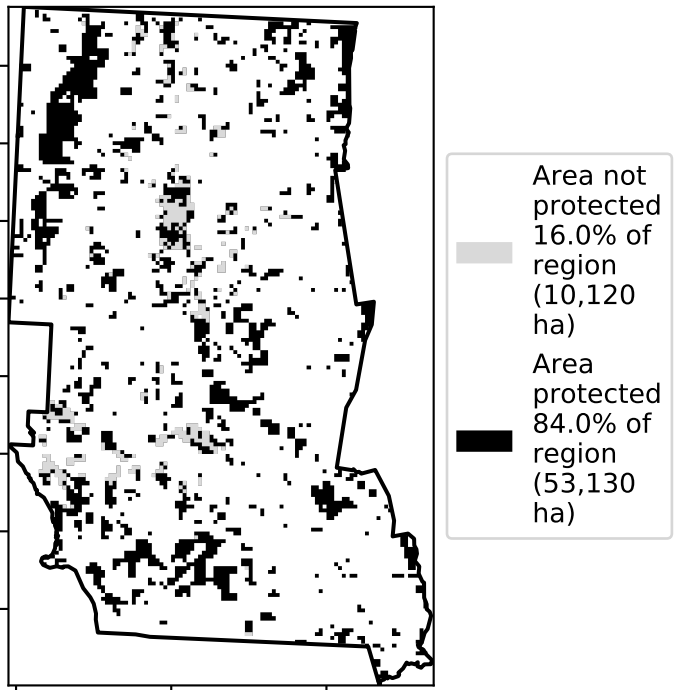 Area not
protected
16.0% of
region
(10,120
ha)
Area
protected
84.0% of
region
(53,130
ha)